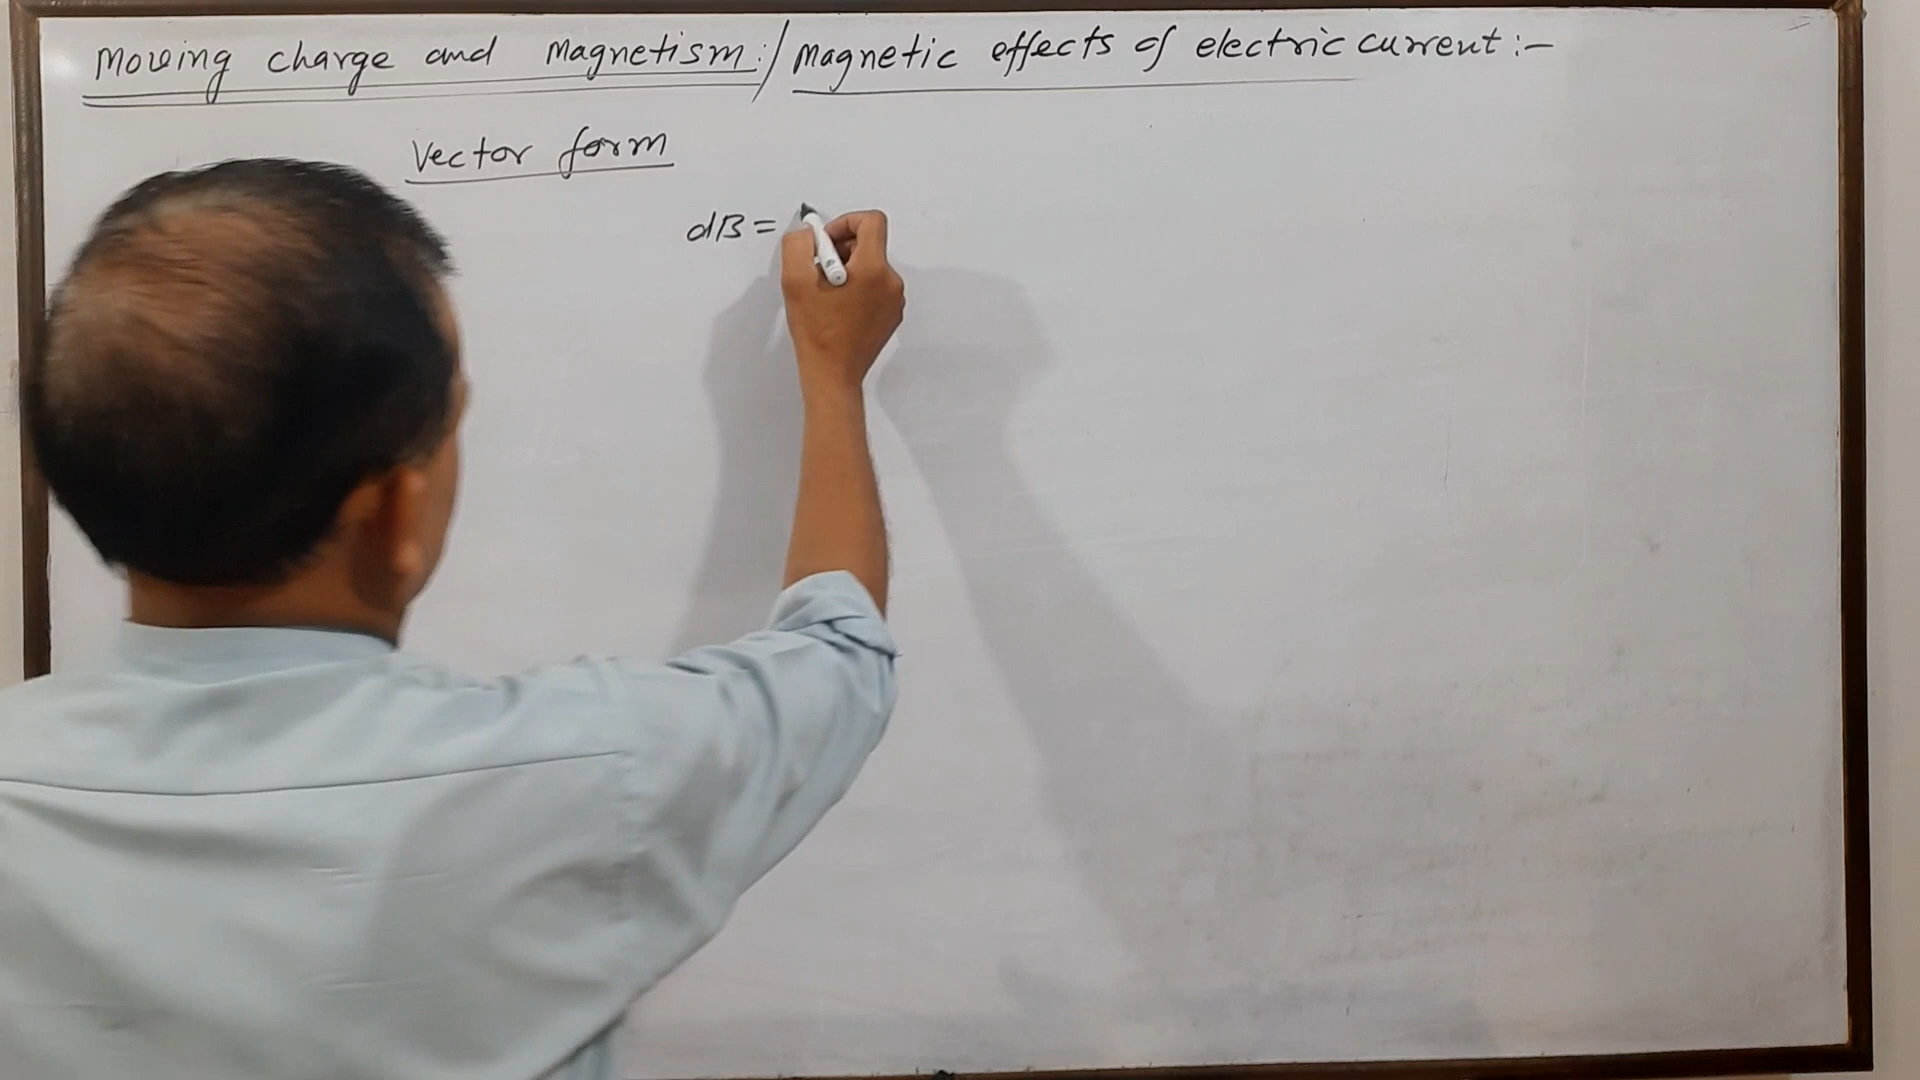 Moving charge and Magnetism:/Magnetic effects of electric current:-
Vector form
dB =